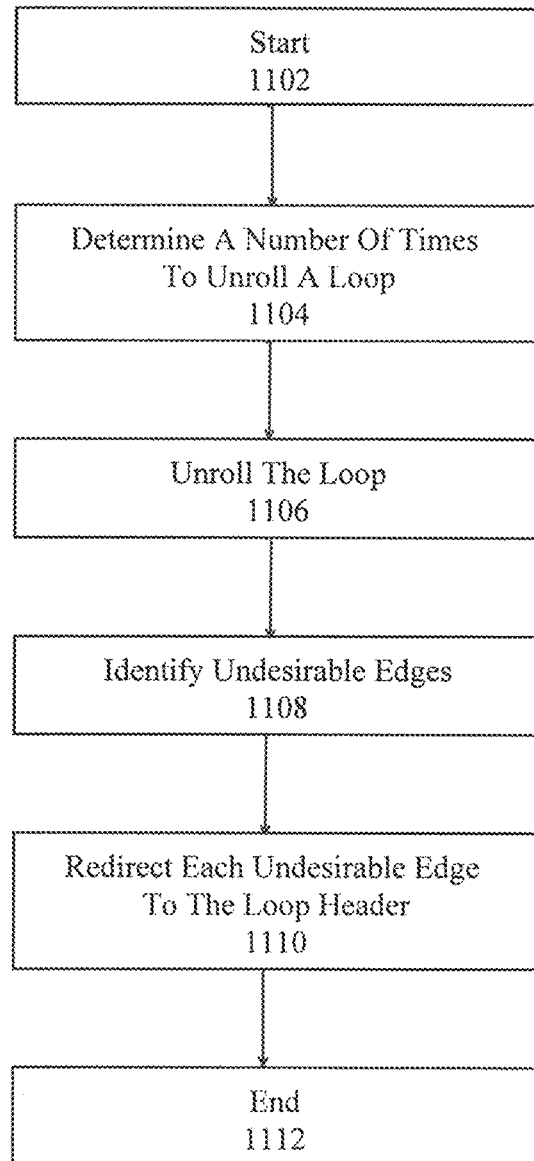 Start
1102
Determine A Number Of Times
To Unroll A Loop
1104
Unroll The Loop
1106
Identify Undesirable Edges
1108
Redirect Each Undesirable Edge
To The Loop Header
1110
End
1112